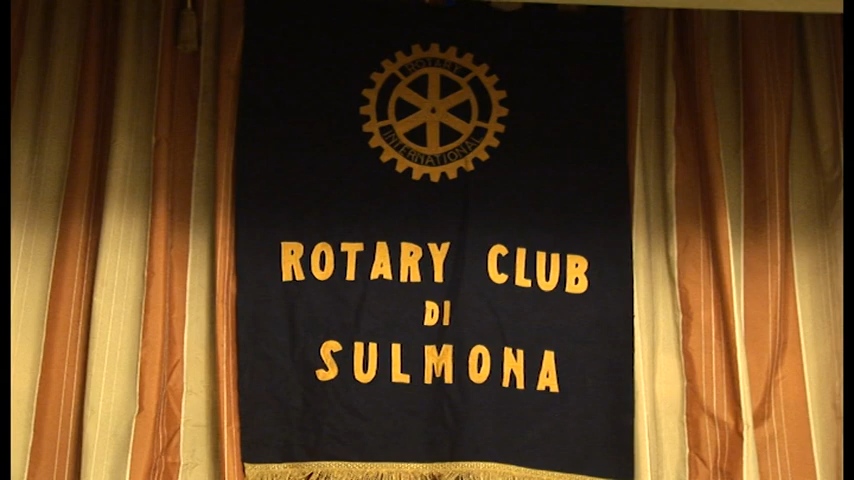 ROTARY
INTERNATIONAL
ROTARY CLUB
DI
SULMONA